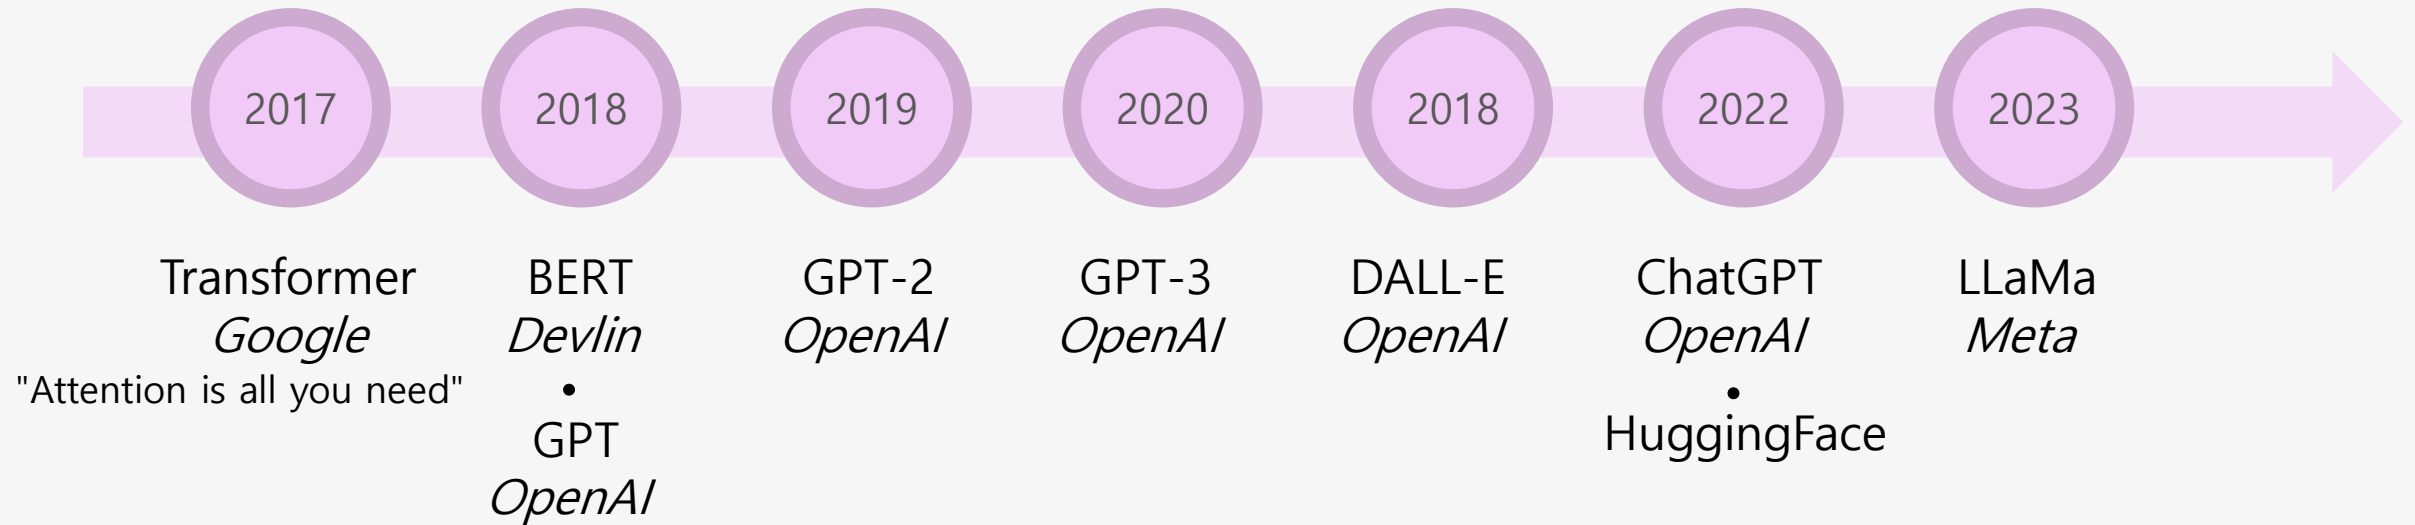 2017
2018
2019
2020
2018
2022
2023
Transformer
Google
"Attention is all you need"
BERT
Devlin
•
GPT
OpenAI
GPT-2
OpenAI
GPT-3
OpenAI
DALL-E
OpenAI
ChatGPT
OpenAI
•
HuggingFace
LLaMa
Meta